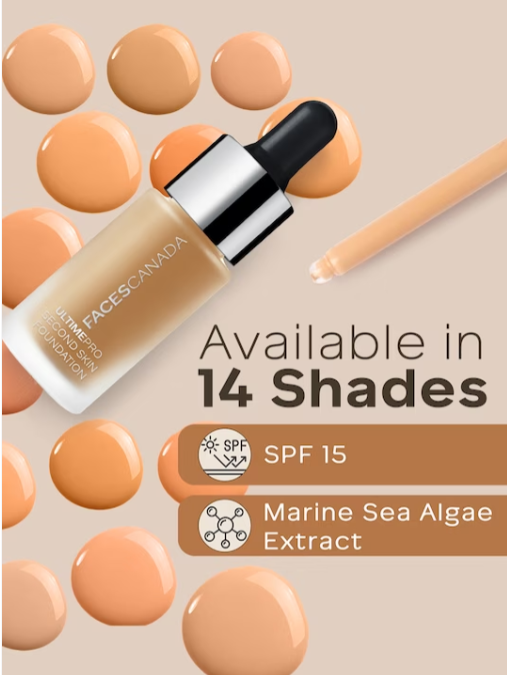 FACESCANADA
ULTIMEPRO
SECOND SKIN
FOUNDATION
Available in
14 Shades
SPF
SPF 15
Marine Sea Algae
Extract